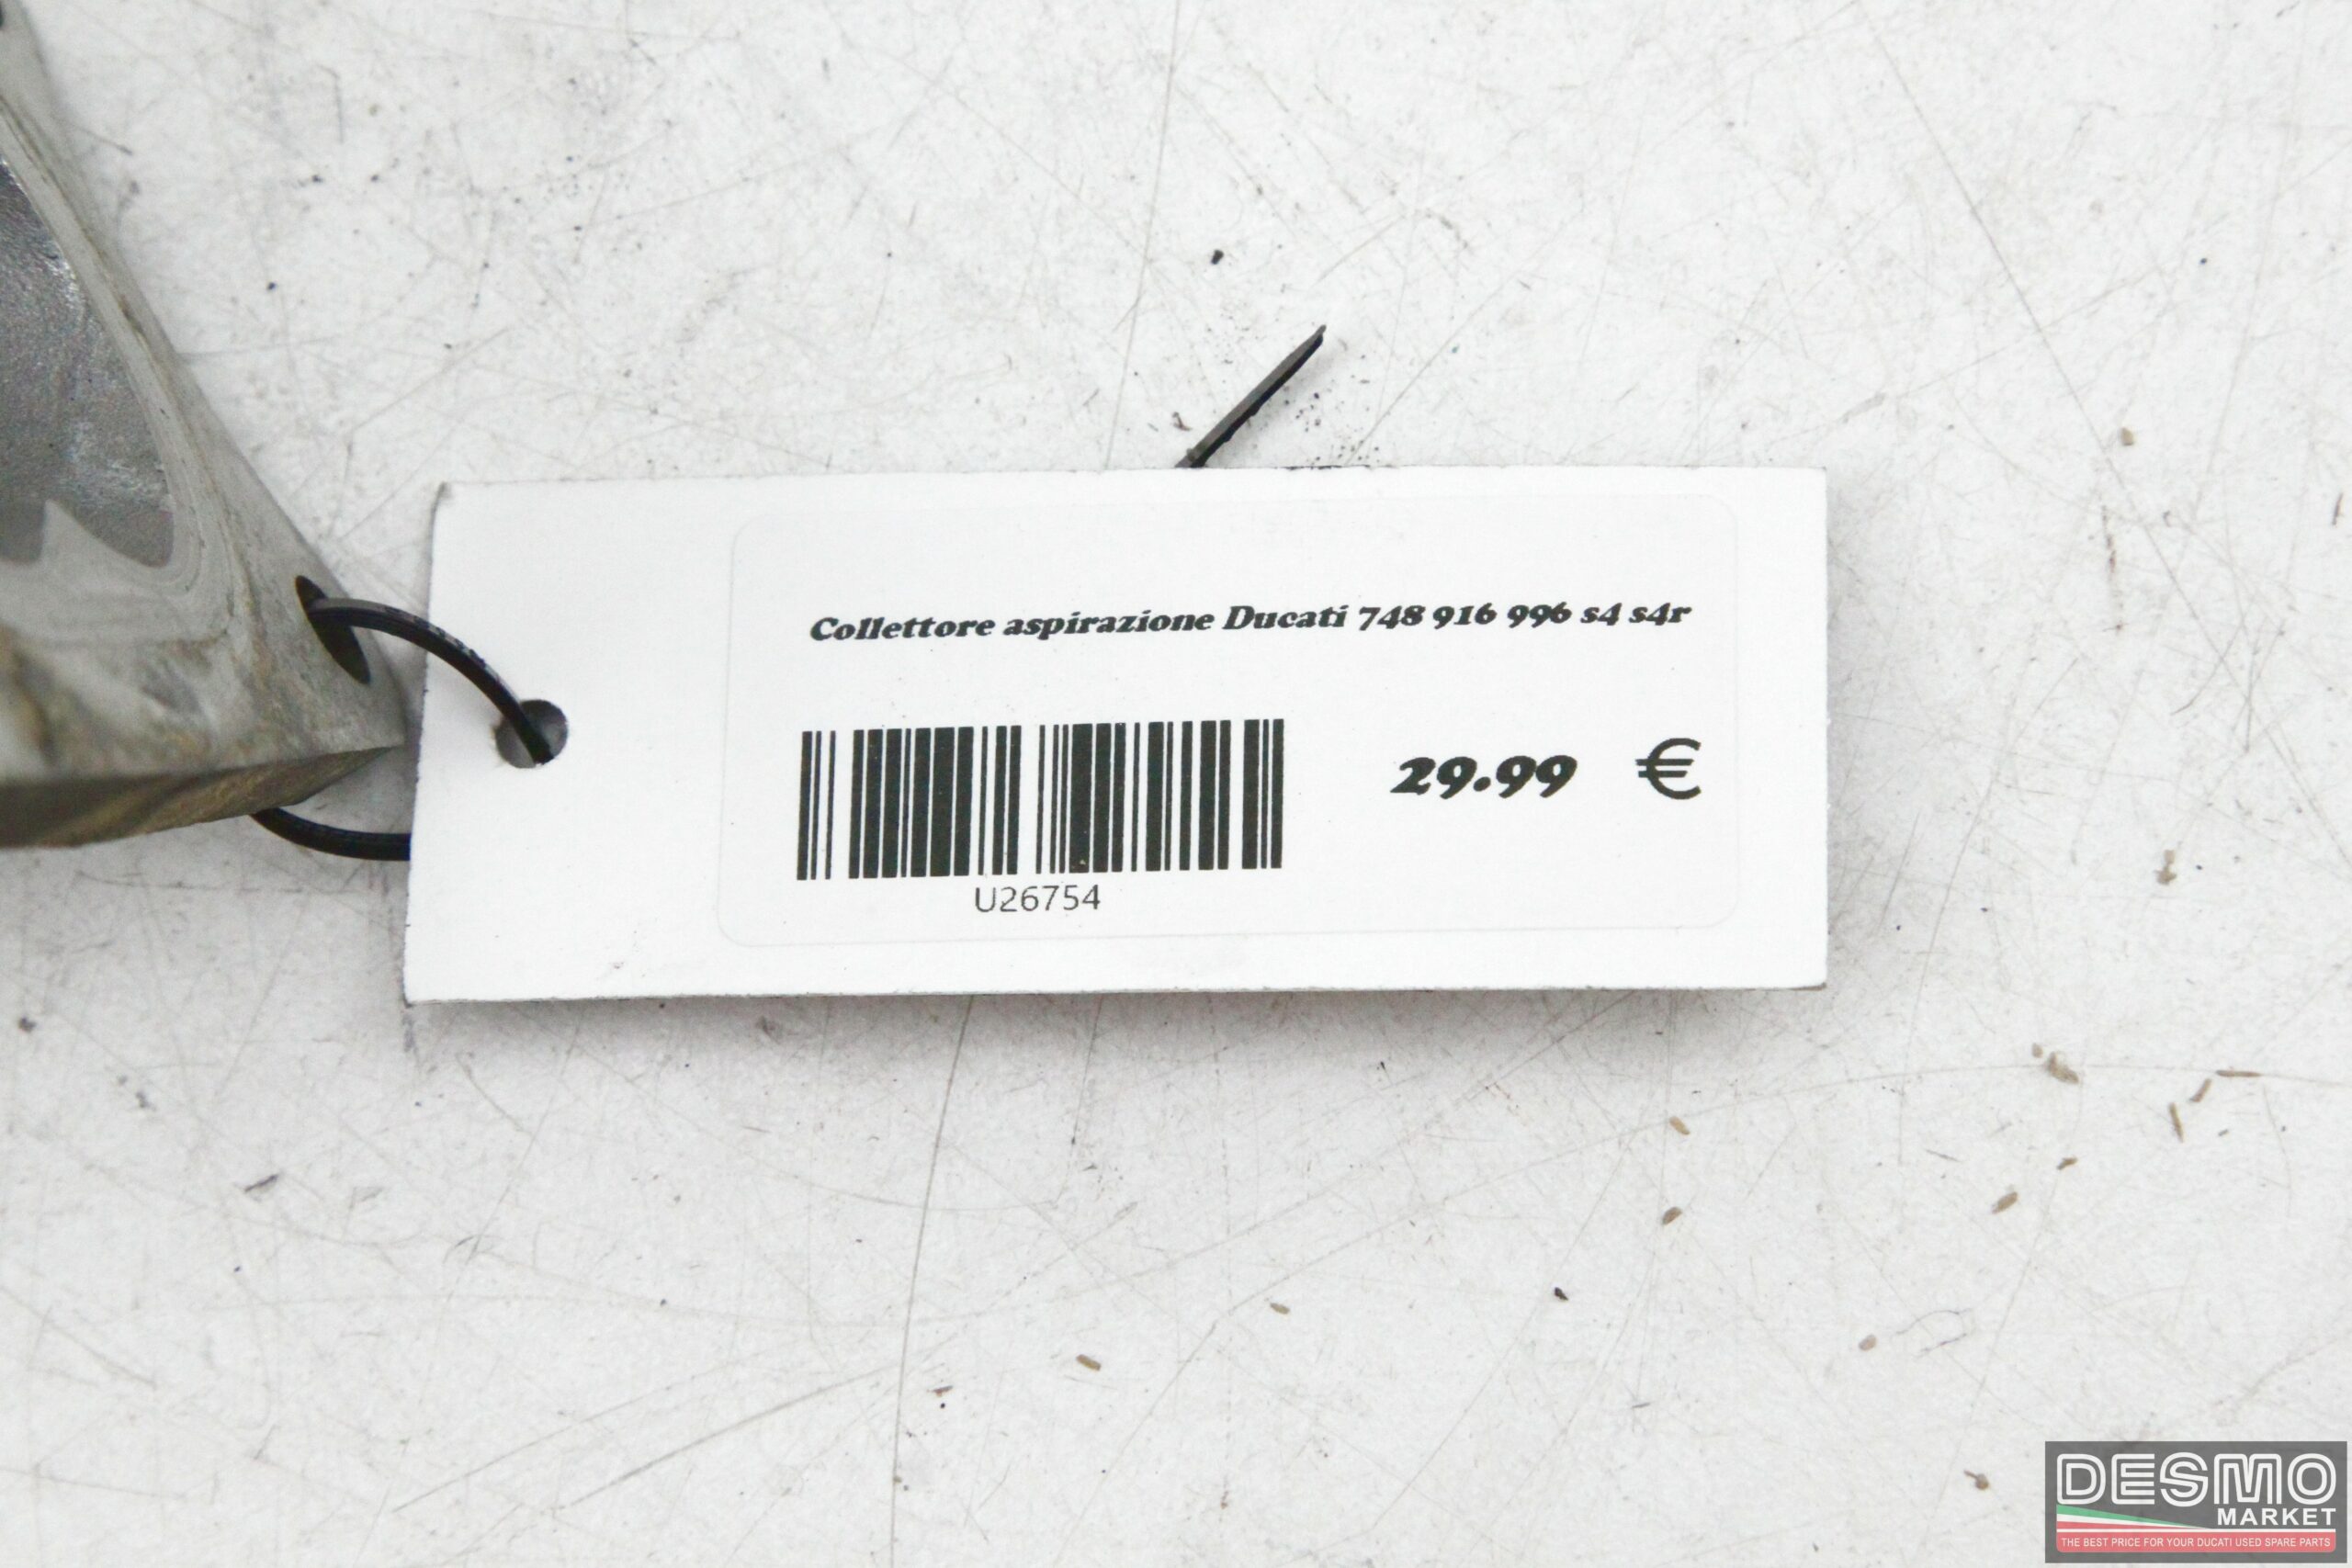 Collettore aspirazione Ducati 748 916 996 s4 s4r
29.99 €
U26754
DESMO
MARKET
THE BEST PRICE FOR YOUR DUCATI USED SPARE PARTS